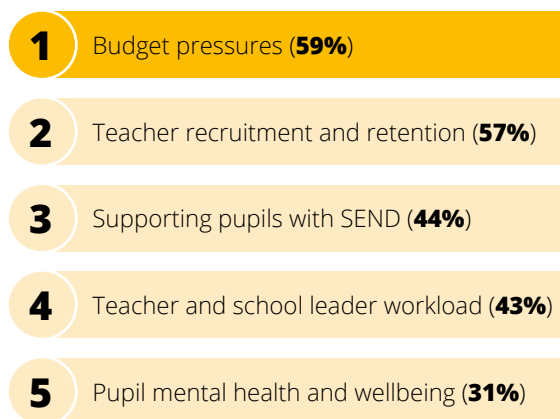 1 Budget pressures (59%)
2 Teacher recruitment and retention (57%)
3 Supporting pupils with SEND (44%)
4 Teacher and school leader workload (43%)
5 Pupil mental health and wellbeing (31%)